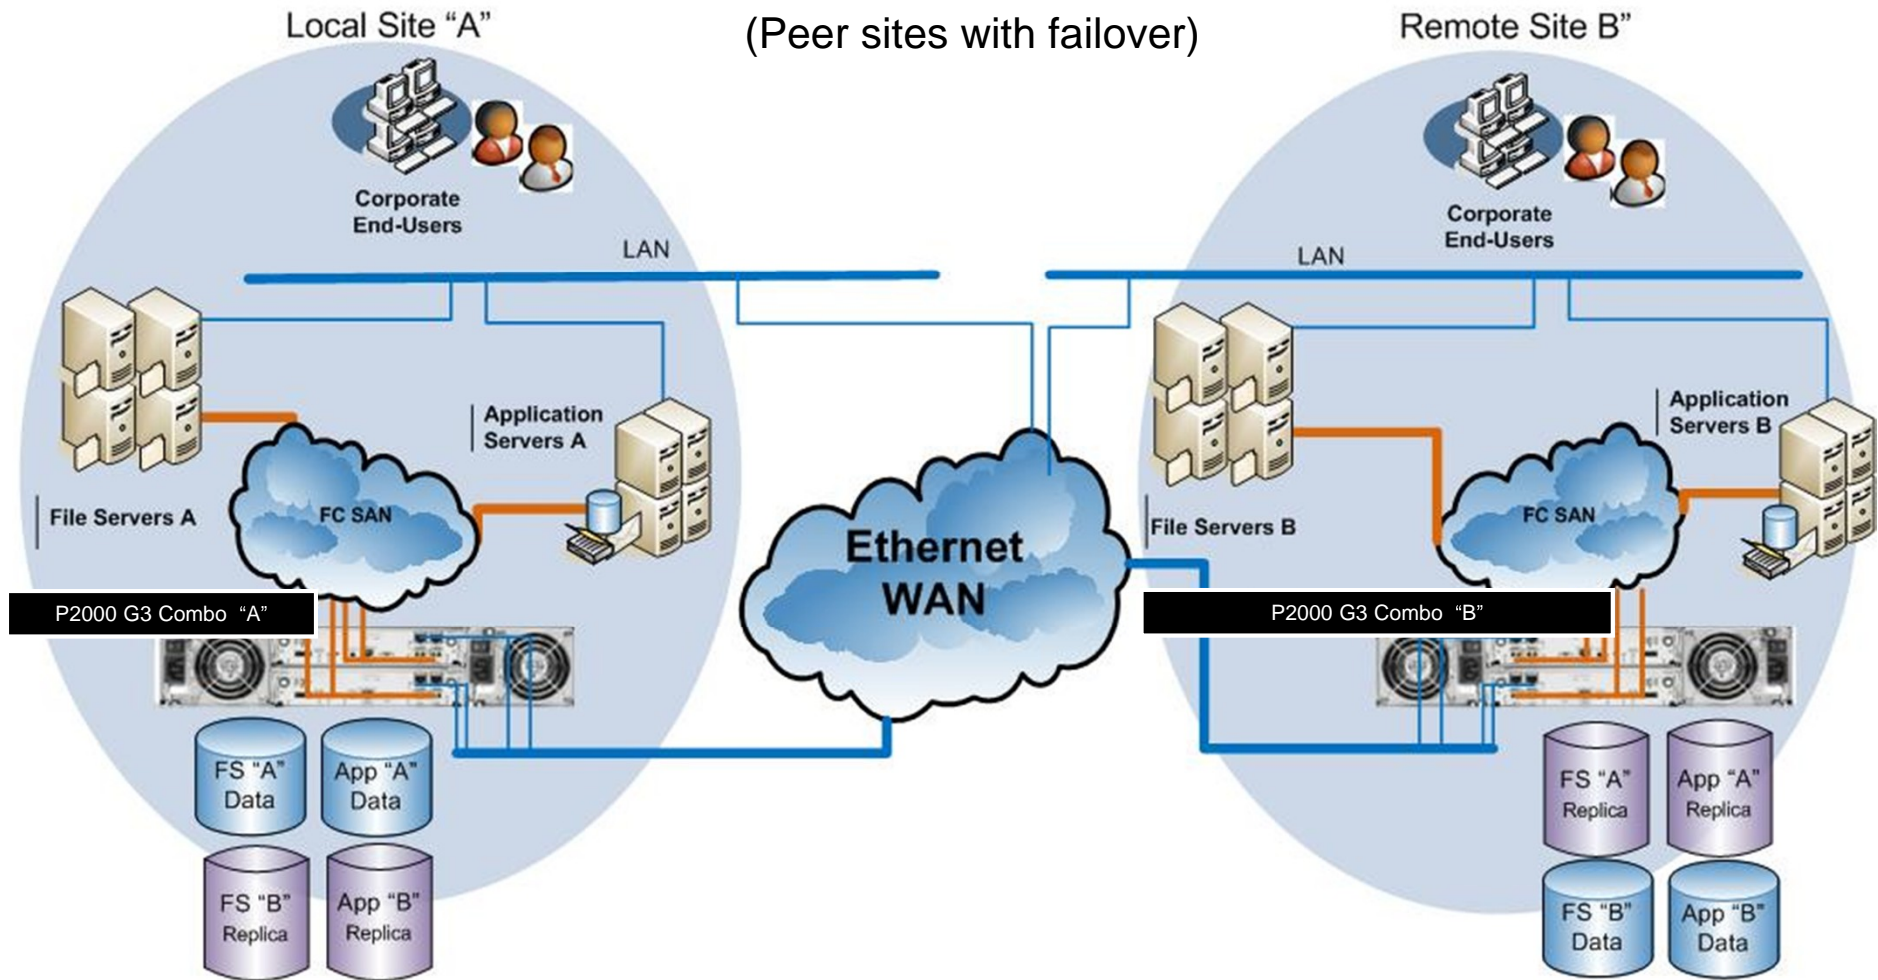 Local Site “A”
(Peer sites with failover)
Remote Site B”
Corporate
End-Users
LAN
Application
Servers A
File Servers A
FC SAN
P2000 G3 Combo “A”
FS “A”
Data
App “A”
Data
FS “B”
Replica
App “B”
Replica
Ethernet
WAN
Corporate
End-Users
LAN
Application
Servers B
File Servers B
FC SAN
P2000 G3 Combo “B”
FS “A”
Replica
App “A”
Replica
FS “B”
Data
App “B”
Data